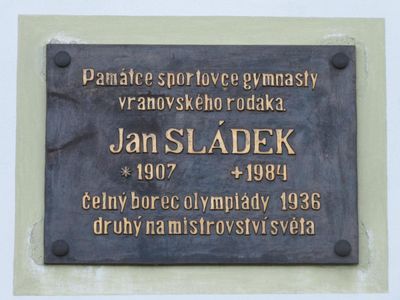 Památce sportovce gymnasty
vranovského rodáka
Jan SLÁDEK
* 1907 + 1984
čelný borec olympiády 1936
druhý na mistrovství světa